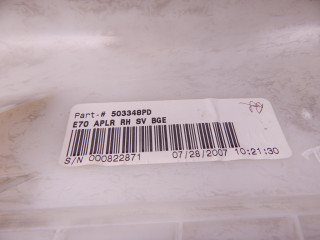 Part-# 503348PD
E70 APLR RH SV BGE
S/N 000822871 07/28/2007 10:21:30